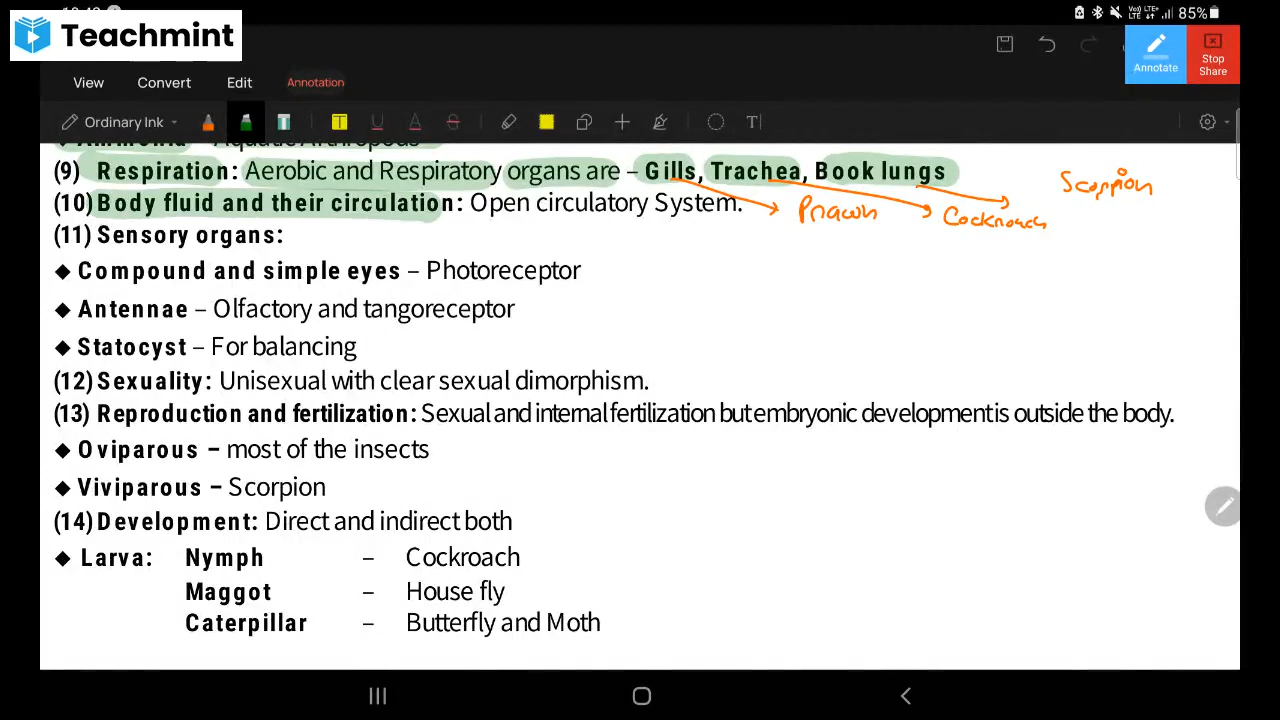 Teachmint
85%
View Convert Edit Annotation
Annotate
Stop Share
Ordinary Ink
Ammonia – Aquatic Arthropods
(9) Respiration: Aerobic and Respiratory organs are – Gills, Trachea, Book lungs
Scorpion
(10) Body fluid and their circulation: Open circulatory System.
Prawn
Cockroach
(11) Sensory organs:
◆ Compound and simple eyes – Photoreceptor
◆ Antennae – Olfactory and tangoreceptor
◆ Statocyst – For balancing
(12) Sexuality: Unisexual with clear sexual dimorphism.
(13) Reproduction and fertilization: Sexual and internal fertilization but embryonic development is outside the body.
◆ Oviparous – most of the insects
◆ Viviparous – Scorpion
(14) Development: Direct and indirect both
◆ Larva: Nymph – Cockroach
Maggot – House fly
Caterpillar – Butterfly and Moth